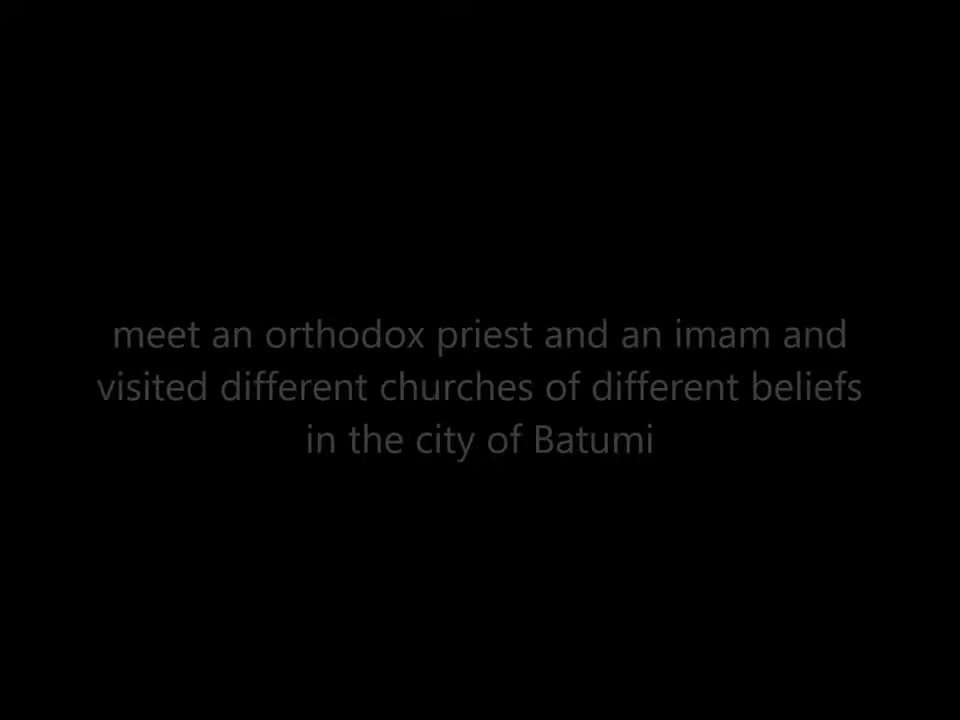 meet an orthodox priest and an imam and
visited different churches of different beliefs
in the city of Batumi